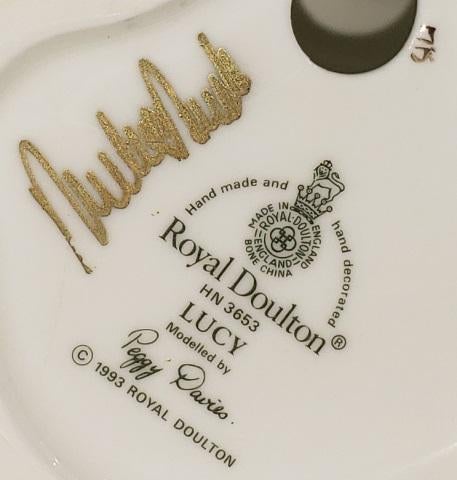 Hand made and hand decorated
MADE IN ENGLAND
ROYAL·DOULTON
ENGLAND
BONE CHINA
Royal Doulton®
HN 3653
LUCY
Modelled by
Peggy Davies.
© 1993 ROYAL DOULTON